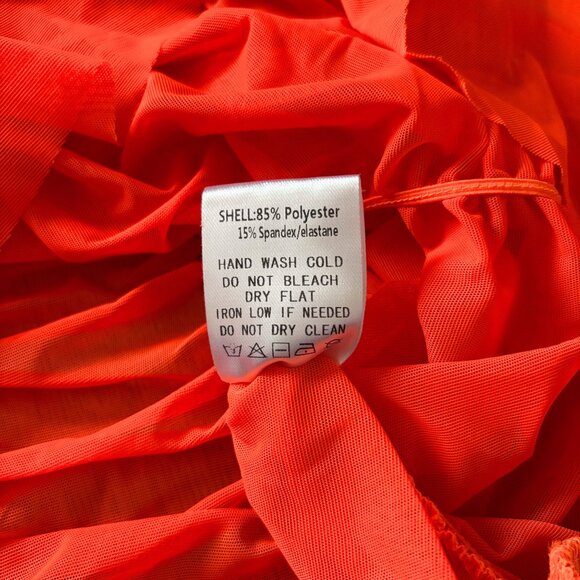 SHELL:85% Polyester
15% Spandex/elastane
HAND WASH COLD
DO NOT BLEACH
DRY FLAT
IRON LOW IF NEEDED
DO NOT DRY CLEAN